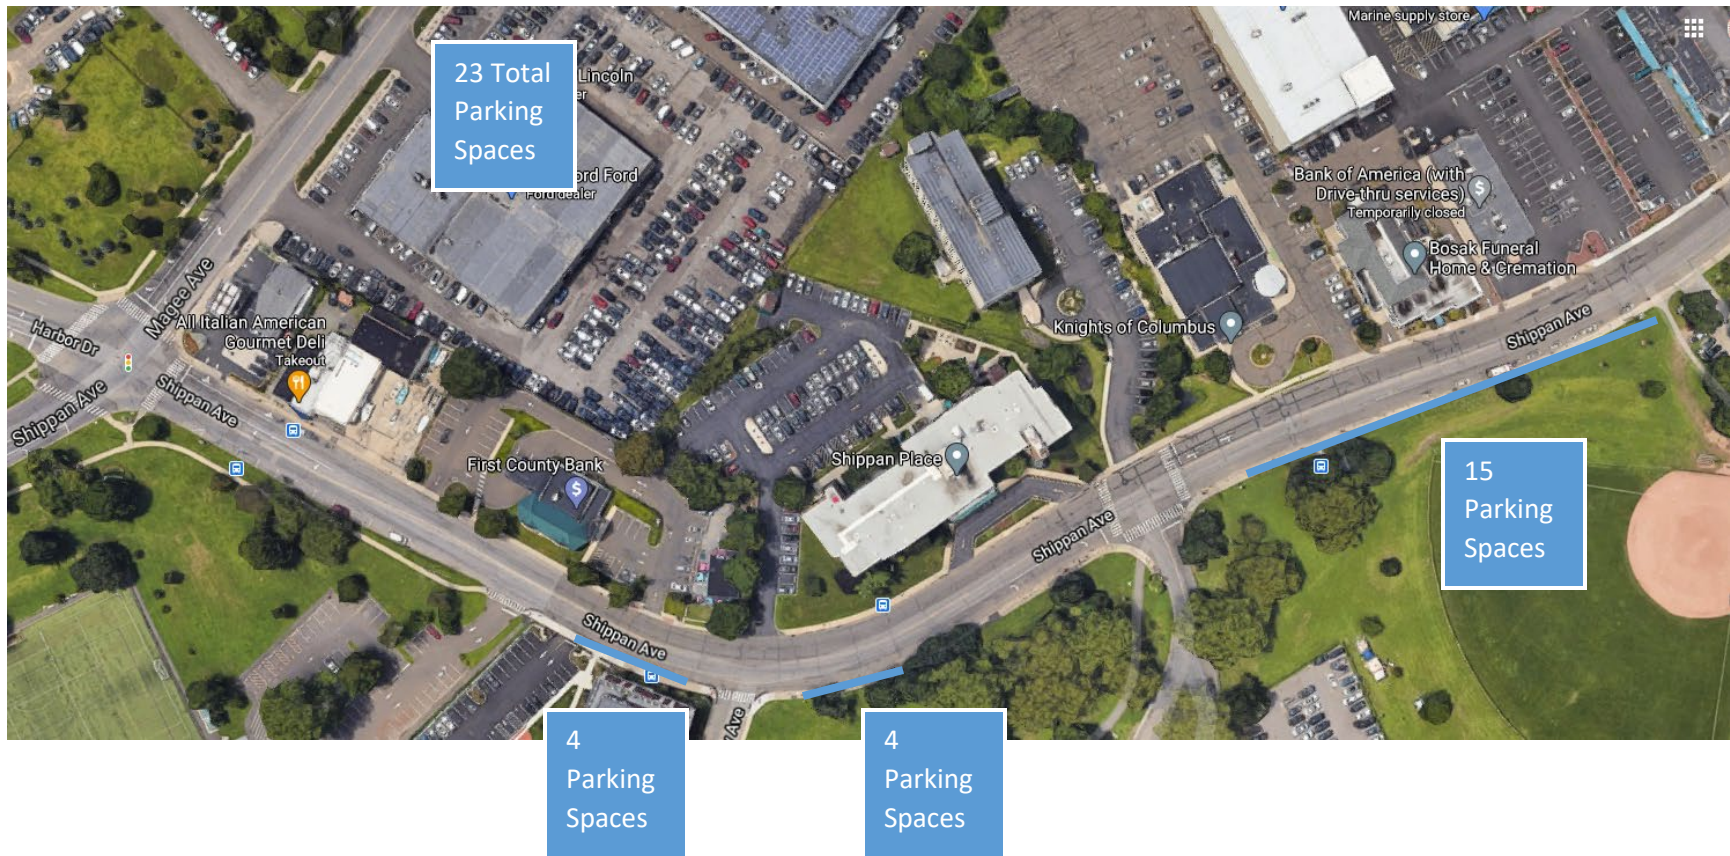 Marine supply store
23 Total
Parking
Spaces
Lincoln
er
ord Ford
Ford dealer
Bank of America (with
Drive-thru services)
Temporarily closed
Bosak Funeral
Home & Cremation
Magee Ave
Harbor Dr
All Italian American
Gourmet Deli
Takeout
Knights of Columbus
Shippan Ave
Shippan Ave
Shippan Ave
First County Bank
Shippan Place
15
Parking
Spaces
Shippan Ave
Shippan Ave
Ave
4
Parking
Spaces
4
Parking
Spaces